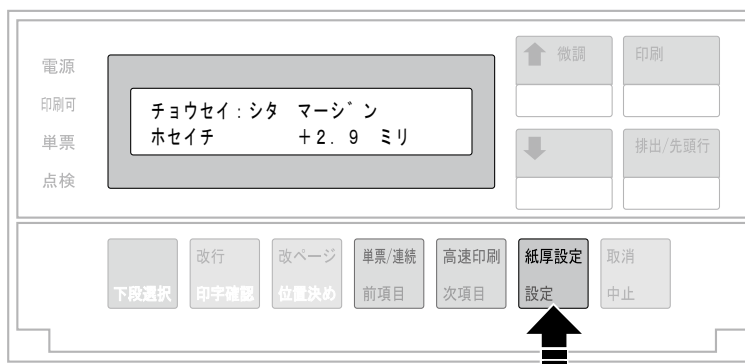 電源
印刷可
単票
点検
チョウセイ:シタ マージ゛ン
ホセイチ +2.9 ミリ
微調
印刷
排出/先頭行
下段選択
改行
印字確認
改ページ
位置決め
単票/連続
前項目
高速印刷
次項目
紙厚設定
設定
取消
中止